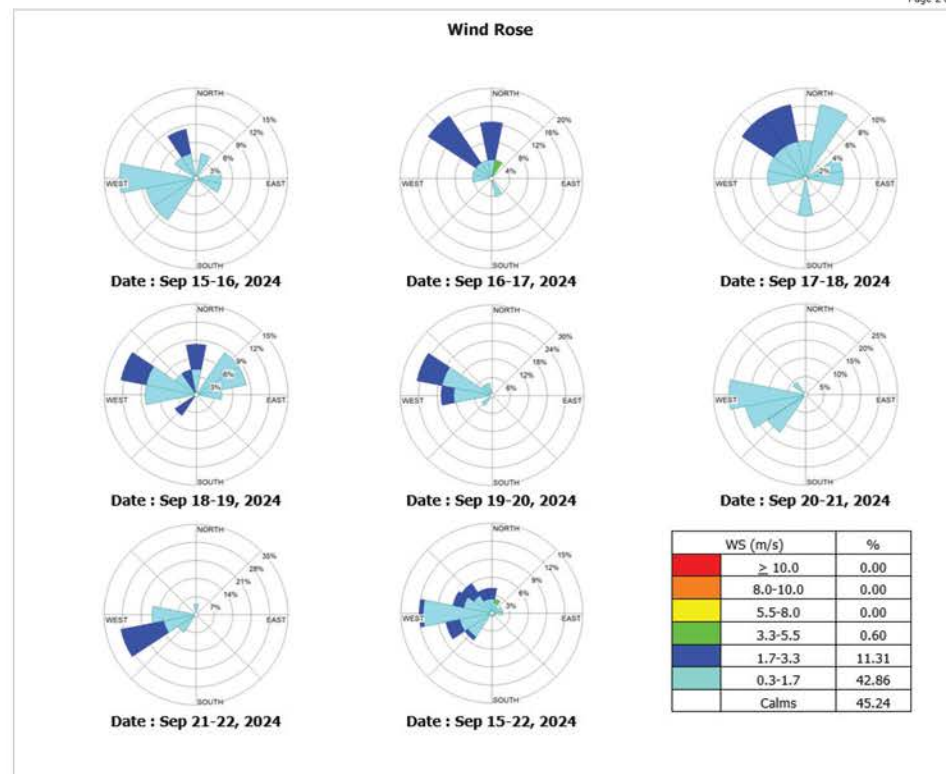 Wind Rose
NORTH
15%
12%
9%
6%
3%
WEST
EAST
SOUTH
Date : Sep 15-16, 2024
NORTH
20%
16%
12%
8%
4%
WEST
EAST
SOUTH
Date : Sep 16-17, 2024
NORTH
10%
8%
6%
4%
2%
WEST
EAST
SOUTH
Date : Sep 17-18, 2024
NORTH
15%
12%
9%
6%
3%
WEST
EAST
SOUTH
Date : Sep 18-19, 2024
NORTH
30%
24%
18%
12%
6%
WEST
EAST
SOUTH
Date : Sep 19-20, 2024
NORTH
25%
20%
15%
10%
5%
WEST
EAST
SOUTH
Date : Sep 20-21, 2024
NORTH
35%
28%
21%
14%
7%
WEST
EAST
SOUTH
Date : Sep 21-22, 2024
NORTH
15%
12%
9%
6%
3%
WEST
EAST
SOUTH
Date : Sep 15-22, 2024
WS (m/s) %
≥ 10.0 0.00
8.0-10.0 0.00
5.5-8.0 0.00
3.3-5.5 0.60
1.7-3.3 11.31
0.3-1.7 42.86
Calms 45.24